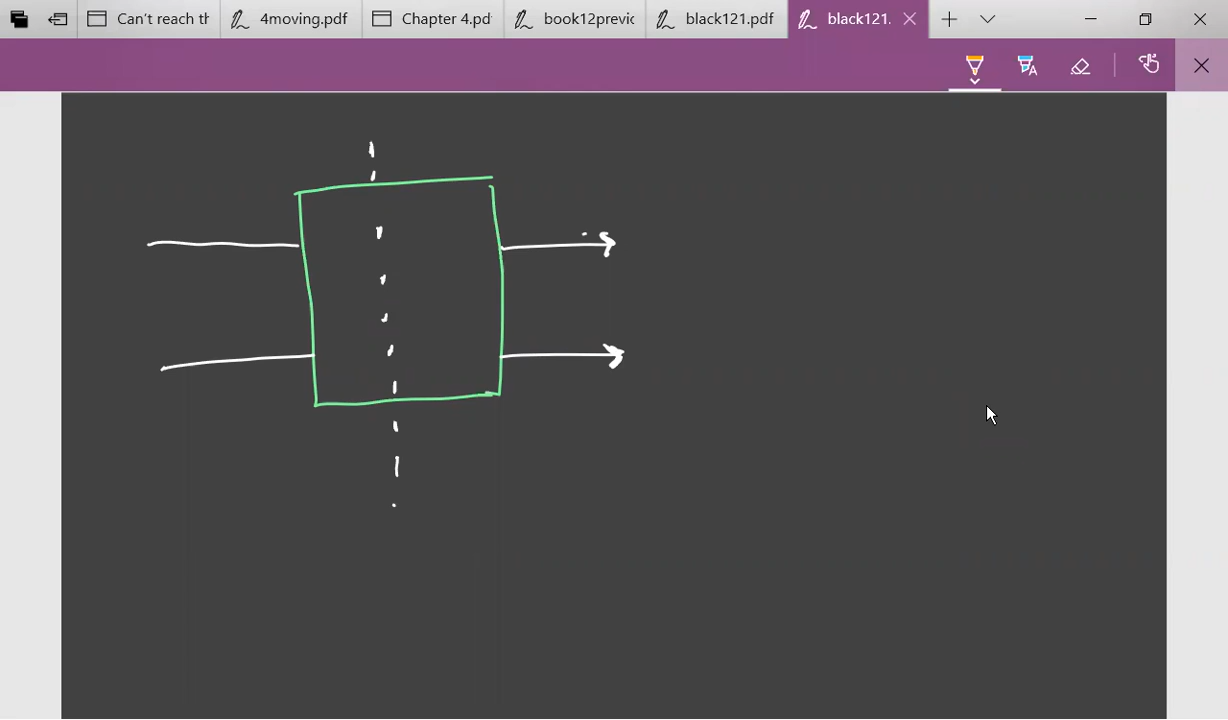 Can't reach th
4moving.pdf
Chapter 4.pd
book12previc
black121.pdf
black121.